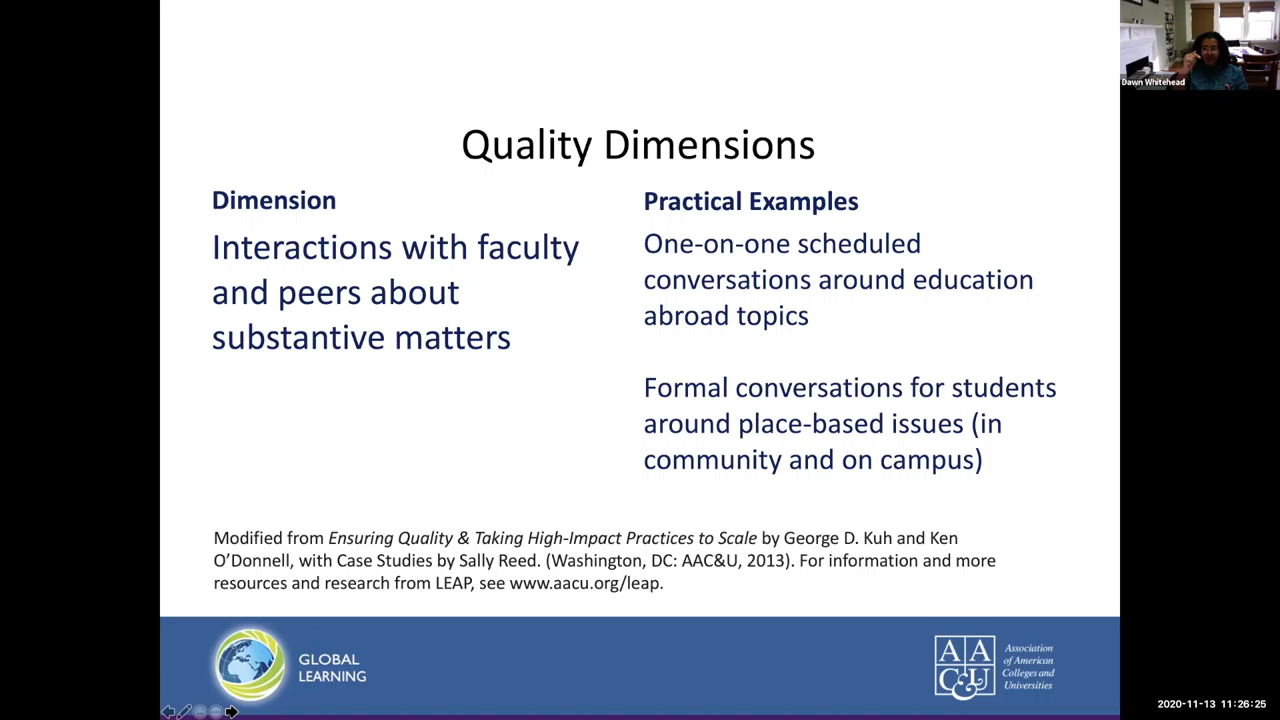 Dawn Whitehead
Quality Dimensions
Dimension
Interactions with faculty
and peers about
substantive matters
Practical Examples
One-on-one scheduled
conversations around education
abroad topics
Formal conversations for students
around place-based issues (in
community and on campus)
Modified from Ensuring Quality & Taking High-Impact Practices to Scale by George D. Kuh and Ken
O’Donnell, with Case Studies by Sally Reed. (Washington, DC: AAC&U, 2013). For information and more
resources and research from LEAP, see www.aacu.org/leap.
GLOBAL
LEARNING
AA
C&U
Association
of American
Colleges and
Universities
2020-11-13 11:26:25